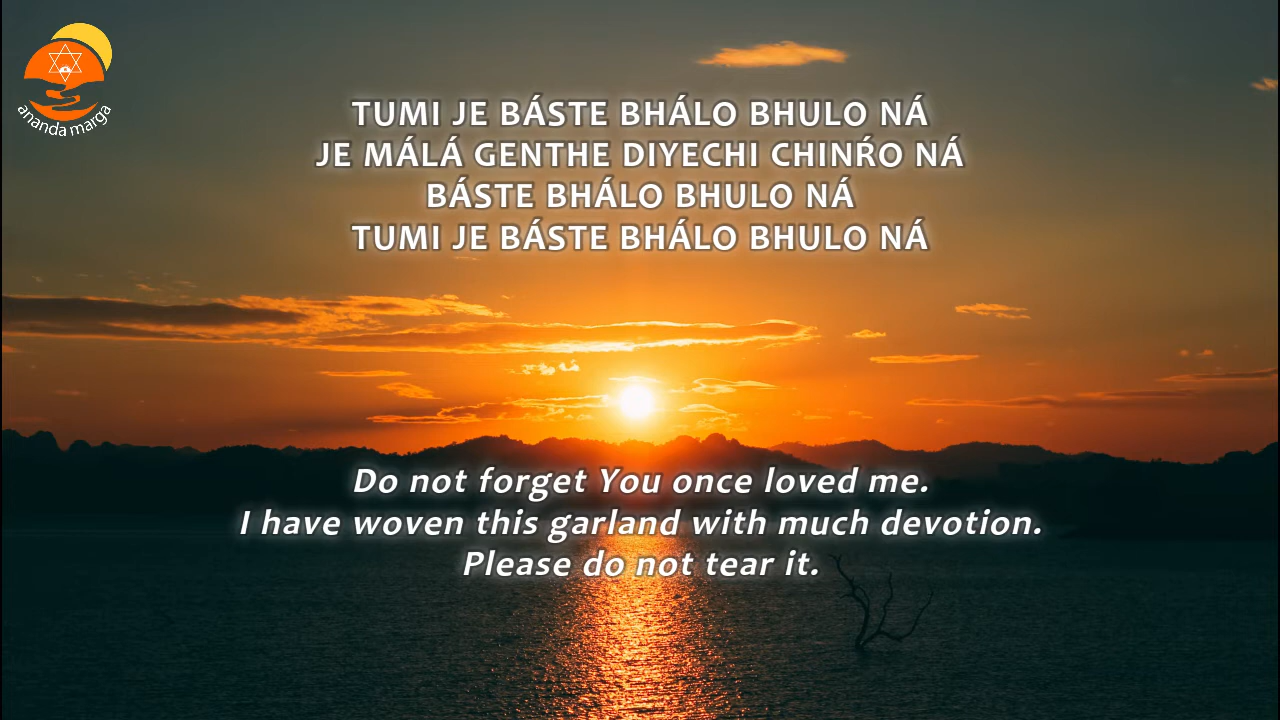 ananda marga
TUMI JE BÁSTE BHÁLO BHULO NÁ
JE MÁLÁ GENTHE DIYECHI CHINŔO NÁ
BÁSTE BHÁLO BHULO NÁ
TUMI JE BÁSTE BHÁLO BHULO NÁ
Do not forget You once loved me.
I have woven this garland with much devotion.
Please do not tear it.